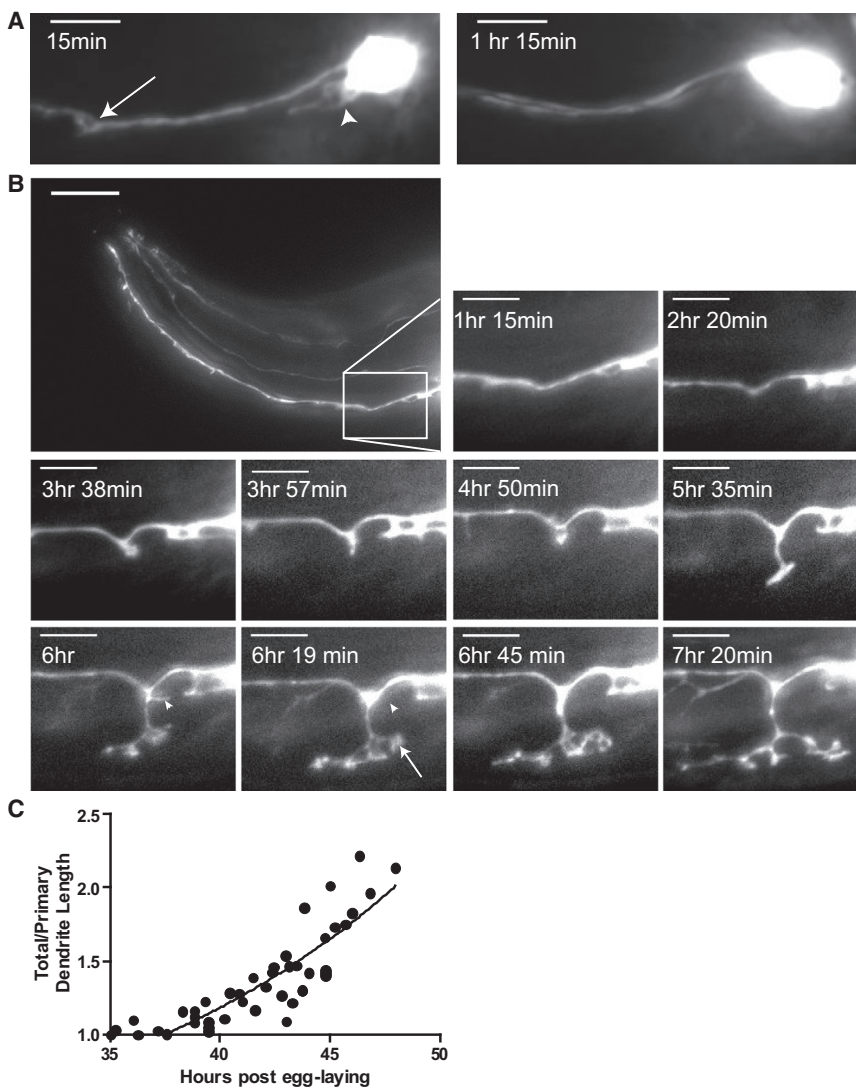 A
15min
1 hr 15min
B
1hr 15min
2hr 20min
3hr 38min
3hr 57min
4hr 50min
5hr 35min
6hr
6hr 19 min
6hr 45 min
7hr 20min
C
2.5
2.0
1.5
1.0
Total/Primary
Dendrite Length
35
40
45
50
Hours post egg-laying